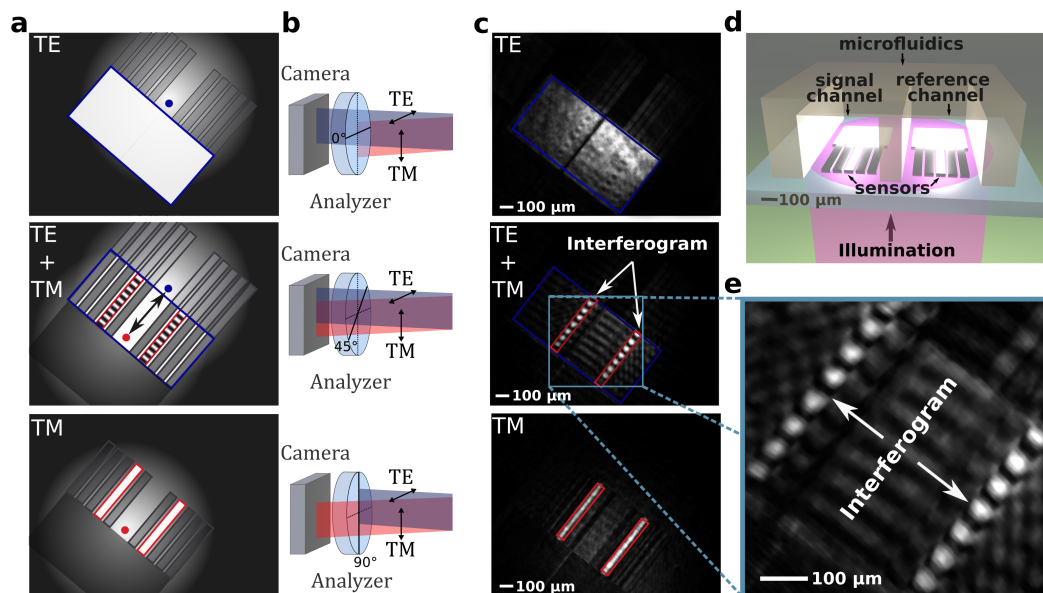 a
TE
TE
+
TM
TM
b
Camera
TE
0°
TM
Analyzer
Camera
TE
45°
TM
Analyzer
Camera
TE
TM
90°
Analyzer
c
TE
100 µm
TE
+
TM
Interferogram
100 µm
TM
100 µm
d
microfluidics
signal
channel
reference
channel
sensors
100 µm
Illumination
e
Interferogram
100 µm